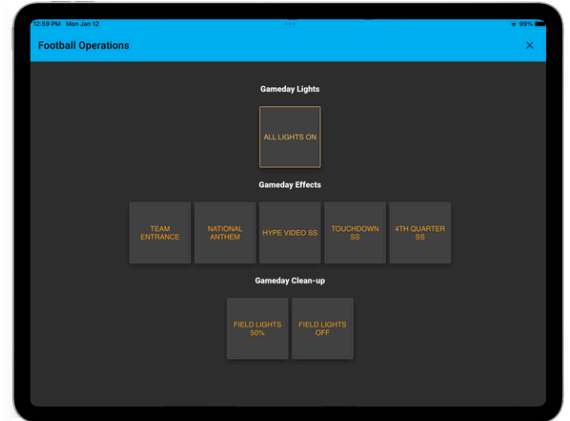 12:59 PM Mon Jan 12
99%
Football Operations
Gameday Lights
ALL LIGHTS ON
Gameday Effects
TEAM
ENTRANCE
NATIONAL
ANTHEM
HYPE VIDEO SS
TOUCHDOWN
SS
4TH QUARTER
SS
Gameday Clean-up
FIELD LIGHTS
50%
FIELD LIGHTS
OFF